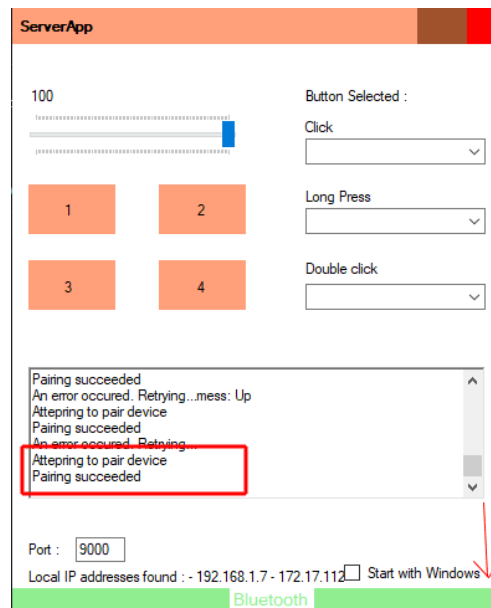 ServerApp
100
Button Selected :
Click
1
2
Long Press
3
4
Double click
Pairing succeeded
An error occured. Retrying...mess: Up
Attepring to pair device
Pairing succeeded
An error occured. Retrying...
Attepring to pair device
Pairing succeeded
Port :
9000
Local IP addresses found : - 192.168.1.7 - 172.17.112
Start with Windows
Bluetooth